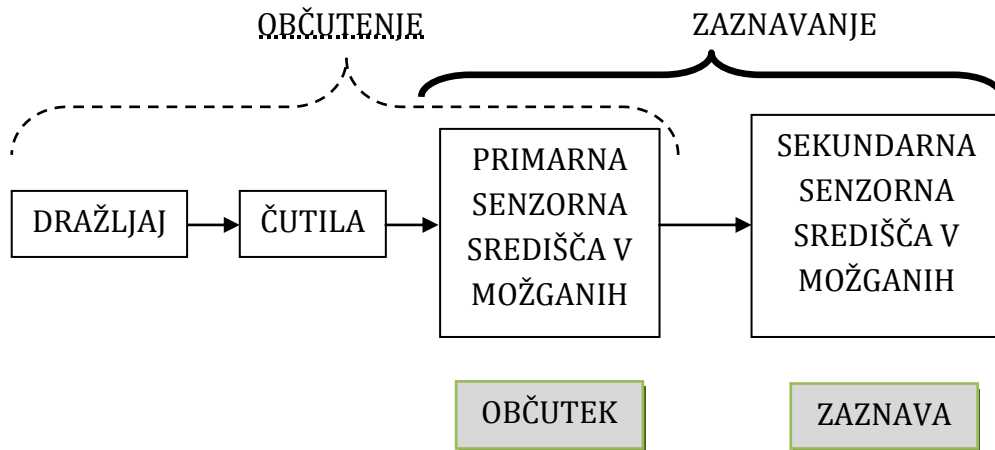 OBČUTENJE
ZAZNAVANJE
DRAŽLJAJ
ČUTILA
PRIMARNA
SENZORNA
SREDIŠČA V
MOŽGANIH
SEKUNDARNA
SENZORNA
SREDIŠČA V
MOŽGANIH
OBČUTEK
ZAZNAVA